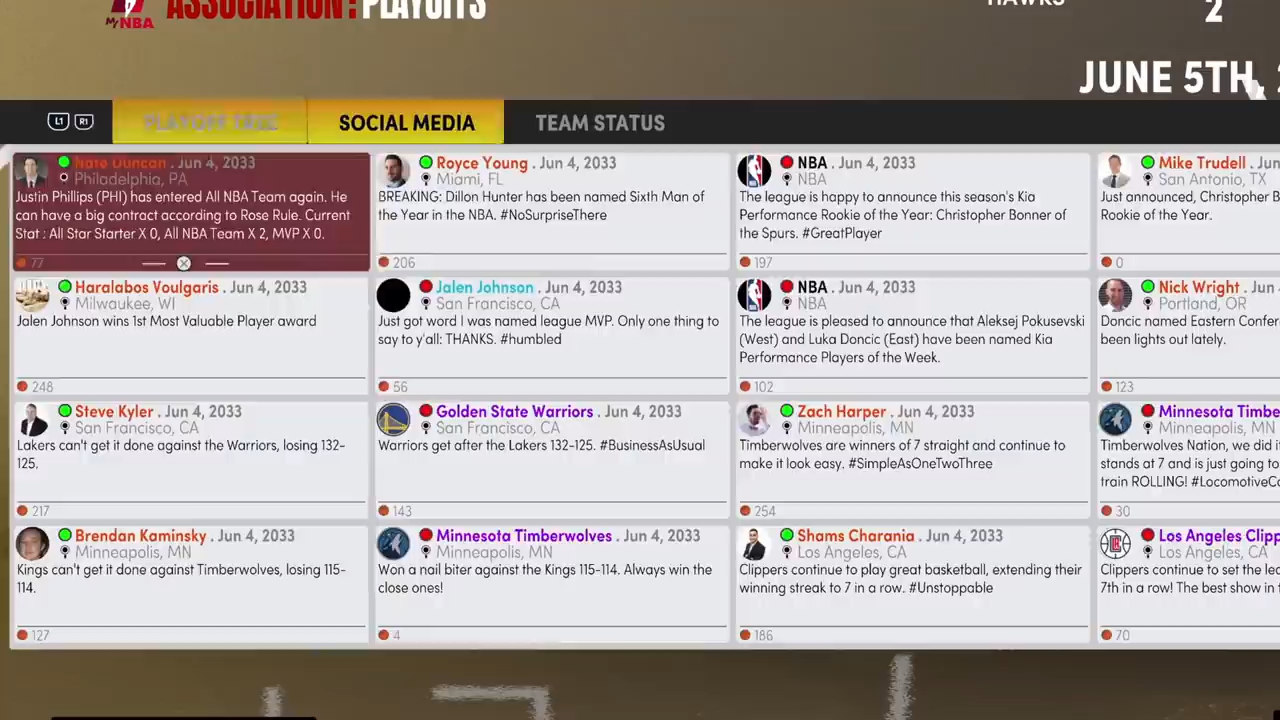 ASSOCIATION: PLAYOFFS
My NBA
HAWKS
2
JUNE 5TH,
L1 R1
PLAYOFF TREE
SOCIAL MEDIA
TEAM STATUS
Nate Duncan . Jun 4, 2033
Philadelphia, PA
Justin Phillips (PHI) has entered All NBA Team again. He
can have a big contract according to Rose Rule. Current
Stat : All Star Starter X 0, All NBA Team X 2, MVP X 0.
77
Royce Young . Jun 4, 2033
Miami, FL
BREAKING: Dillon Hunter has been named Sixth Man of
the Year in the NBA. #NoSurpriseThere
206
NBA . Jun 4, 2033
NBA
The league is happy to announce this season's Kia
Performance Rookie of the Year: Christopher Bonner of
the Spurs. #GreatPlayer
197
Mike Trudell . Jun
San Antonio, TX
Just announced, Christopher B
Rookie of the Year.
0
Haralabos Voulgaris . Jun 4, 2033
Milwaukee, WI
Jalen Johnson wins 1st Most Valuable Player award
248
Jalen Johnson . Jun 4, 2033
San Francisco, CA
Just got word I was named league MVP. Only one thing to
say to y'all: THANKS. #humbled
56
NBA . Jun 4, 2033
NBA
The league is pleased to announce that Aleksej Pokusevski
(West) and Luka Doncic (East) have been named Kia
Performance Players of the Week.
102
Nick Wright . Jun
Portland, OR
Doncic named Eastern Confer
been lights out lately.
123
Steve Kyler . Jun 4, 2033
San Francisco, CA
Lakers can't get it done against the Warriors, losing 132-
125.
217
Golden State Warriors . Jun 4, 2033
San Francisco, CA
Warriors get after the Lakers 132-125. #BusinessAsUsual
143
Zach Harper . Jun 4, 2033
Minneapolis, MN
Timberwolves are winners of 7 straight and continue to
make it look easy. #SimpleAsOneTwoThree
254
Minnesota Timbe
Minneapolis, MN
Timberwolves Nation, we did i
stands at 7 and is just going to
train ROLLING! #LocomotiveCo
30
Brendan Kaminsky . Jun 4, 2033
Minneapolis, MN
Kings can't get it done against Timberwolves, losing 115-
114.
127
Minnesota Timberwolves . Jun 4, 2033
Minneapolis, MN
Won a nail biter against the Kings 115-114. Always win the
close ones!
4
Shams Charania . Jun 4, 2033
Los Angeles, CA
Clippers continue to play great basketball, extending their
winning streak to 7 in a row. #Unstoppable
186
Los Angeles Clipp
Los Angeles, CA
Clippers continue to set the lea
7th in a row! The best show in t
70